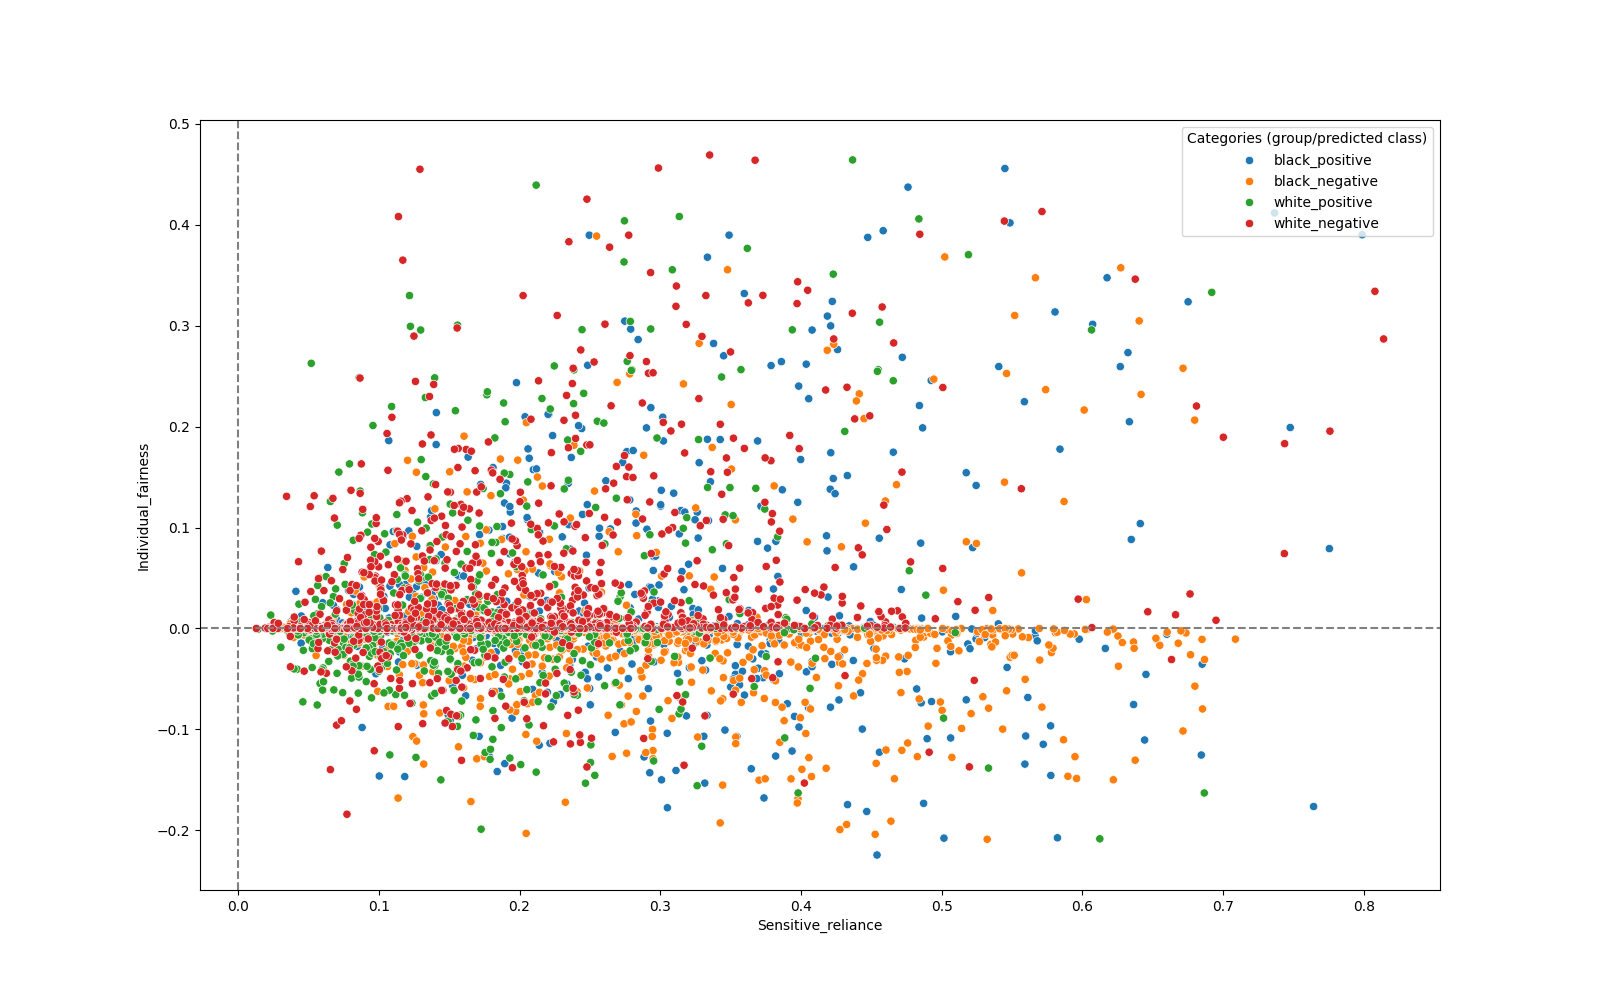 Categories (group/predicted class)
black_positive
black_negative
white_positive
white_negative
0.5
0.4
0.3
0.2
0.1
0.0
−0.1
−0.2
Individual_fairness
0.0 0.1 0.2 0.3 0.4 0.5 0.6 0.7 0.8
Sensitive_reliance